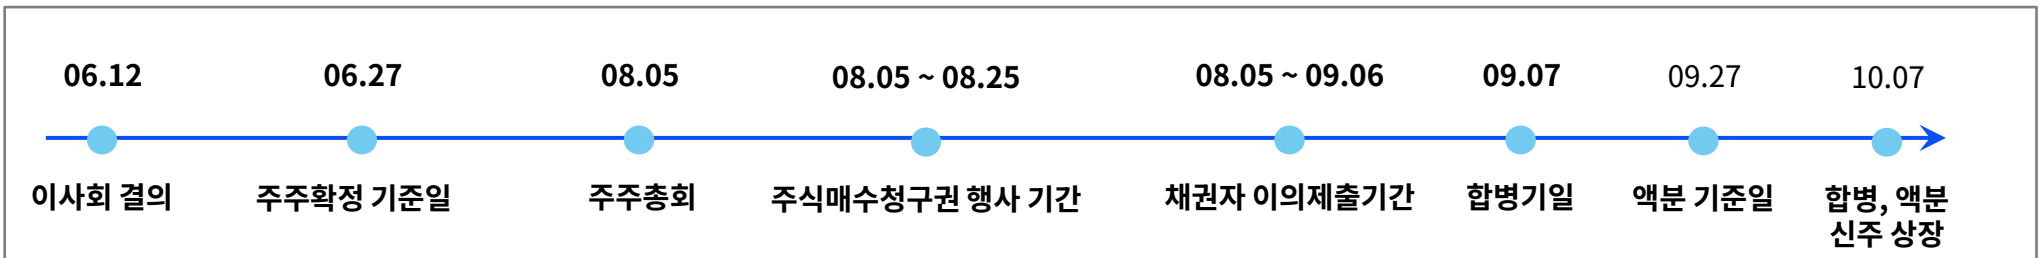 06.12
06.27
08.05
08.05 ~ 08.25
08.05 ~ 09.06
09.07
09.27
10.07
이사회 결의
주주확정 기준일
주주총회
주식매수청구권 행사 기간
채권자 이의제출기간
합병기일
액분 기준일
합병, 액분
신주 상장